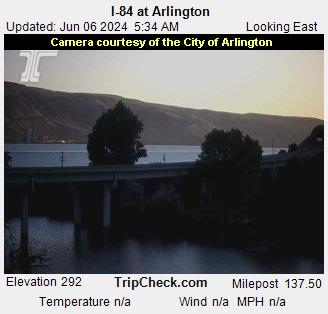 I-84 at Arlington
Updated: Jun 06 2024 5:34 AM Looking East
Camera courtesy of the City of Arlington
Elevation 292 TripCheck.com Milepost 137.50
Temperature n/a Wind n/a MPH n/a